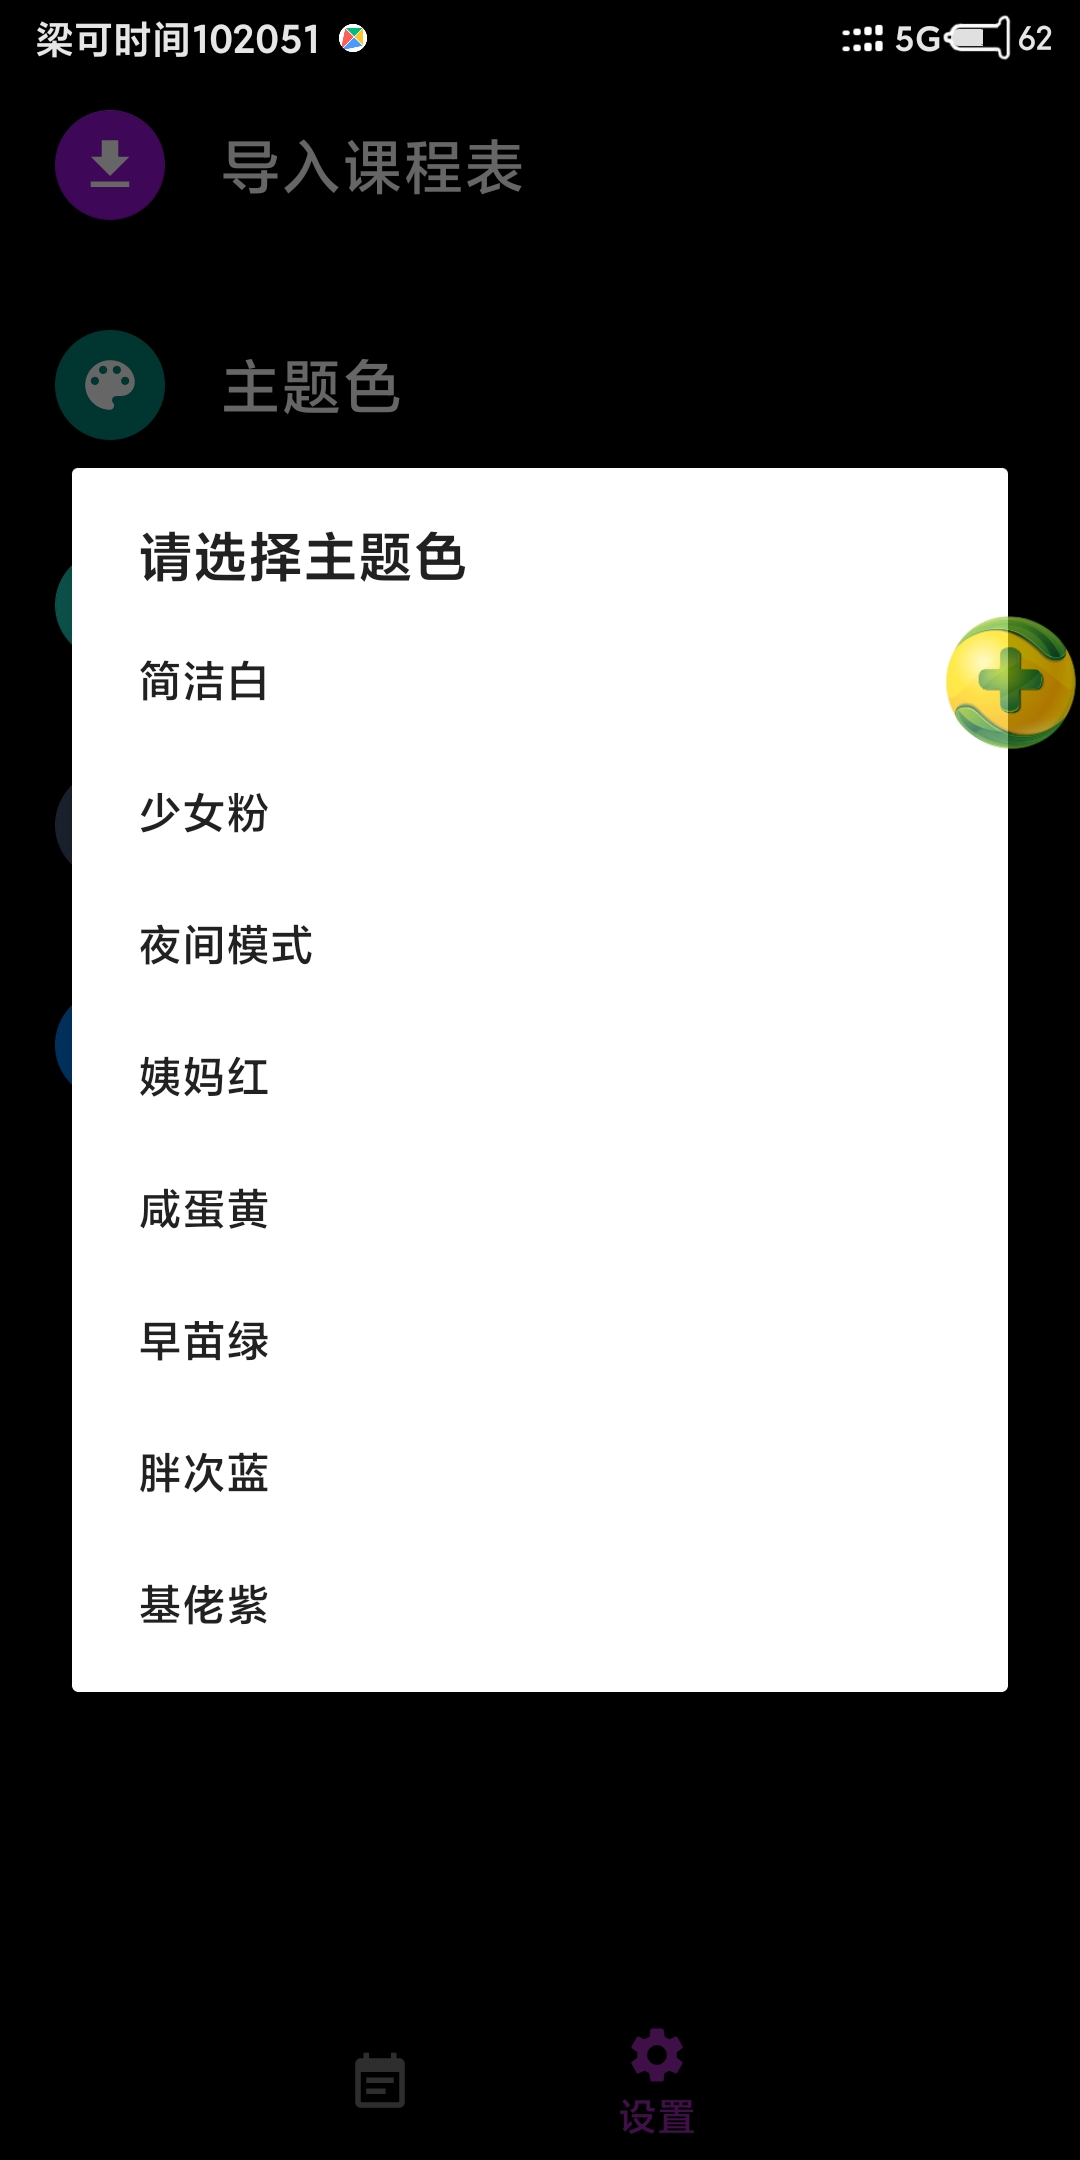 梁可时间102051
5G 62
导入课程表
主题色
请选择主题色
简洁白
少女粉
夜间模式
姨妈红
咸蛋黄
早苗绿
胖次蓝
基佬紫
设置